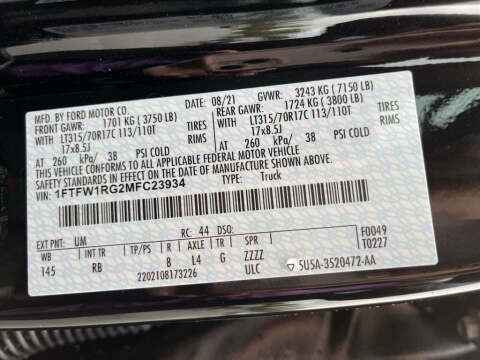 MFD. BY FORD MOTOR CO.
DATE: 08/21 GVWR: 3243 KG (7150 LB)
FRONT GAWR: 1701 KG (3750 LB)
REAR GAWR: 1724 KG (3800 LB)
LT315/70R17C 113/110T TIRES
LT315/70R17C 113/110T TIRES
17x8.5J RIMS
17x8.5J RIMS
AT 260 kPa/ 38 PSI COLD
AT 260 kPa/ 38 PSI COLD
THIS VEHICLE CONFORMS TO ALL APPLICABLE FEDERAL MOTOR VEHICLE
SAFETY STANDARDS IN EFFECT ON THE DATE OF MANUFACTURE SHOWN ABOVE.
VIN: 1FTFW1RG2MFC23934
TYPE: Truck
EXT PNT: UM RC: 44 DSO: F0049
WB INT TR TP/PS R AXLE TR SPR T0227
145 RB 8 L4 G ZZZZ
2202108173226 ULC 5U5A-3520472-AA